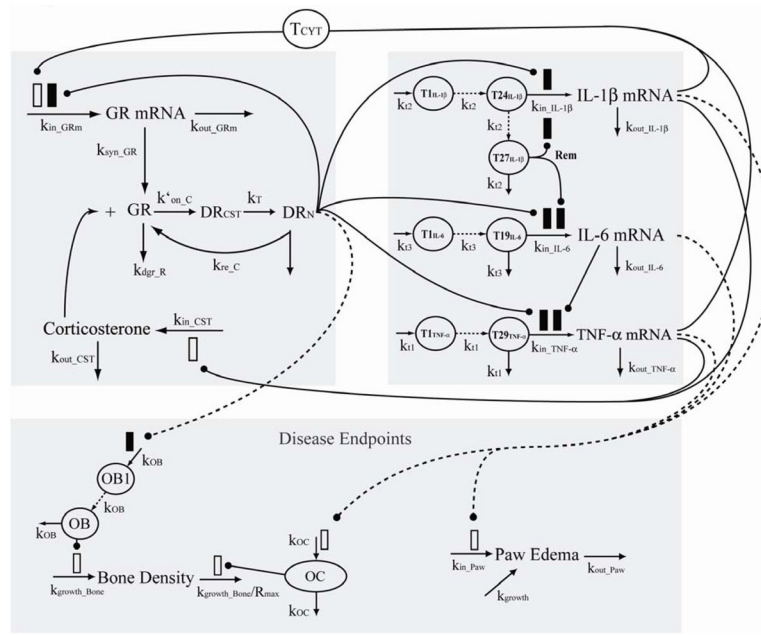 TCYT
GR mRNA
kin_GRm
kout_GRm
ksyn_GR
+ GR
k‘on_C
DRCST
kT
DRN
kdgr_R
kre_C
Corticosterone
kin_CST
kout_CST
kt2
T1IL-1β
kt2
T24IL-1β
kin_IL-1β
IL-1β mRNA
kout_IL-1β
kt2
T27IL-1β
Rem
kt2
kt3
T1IL-6
kt3
T19IL-6
kin_IL-6
IL-6 mRNA
kout_IL-6
kt3
kt1
T1TNF-α
kt1
T29TNF-α
kin_TNF-α
TNF-α mRNA
kout_TNF-α
kt1
Disease Endpoints
kOB
OB1
kOB
OB
kOB
kgrowth_Bone
Bone Density
kgrowth_Bone/Rmax
kOC
OC
kOC
kin_Paw
Paw Edema
kout_Paw
kgrowth